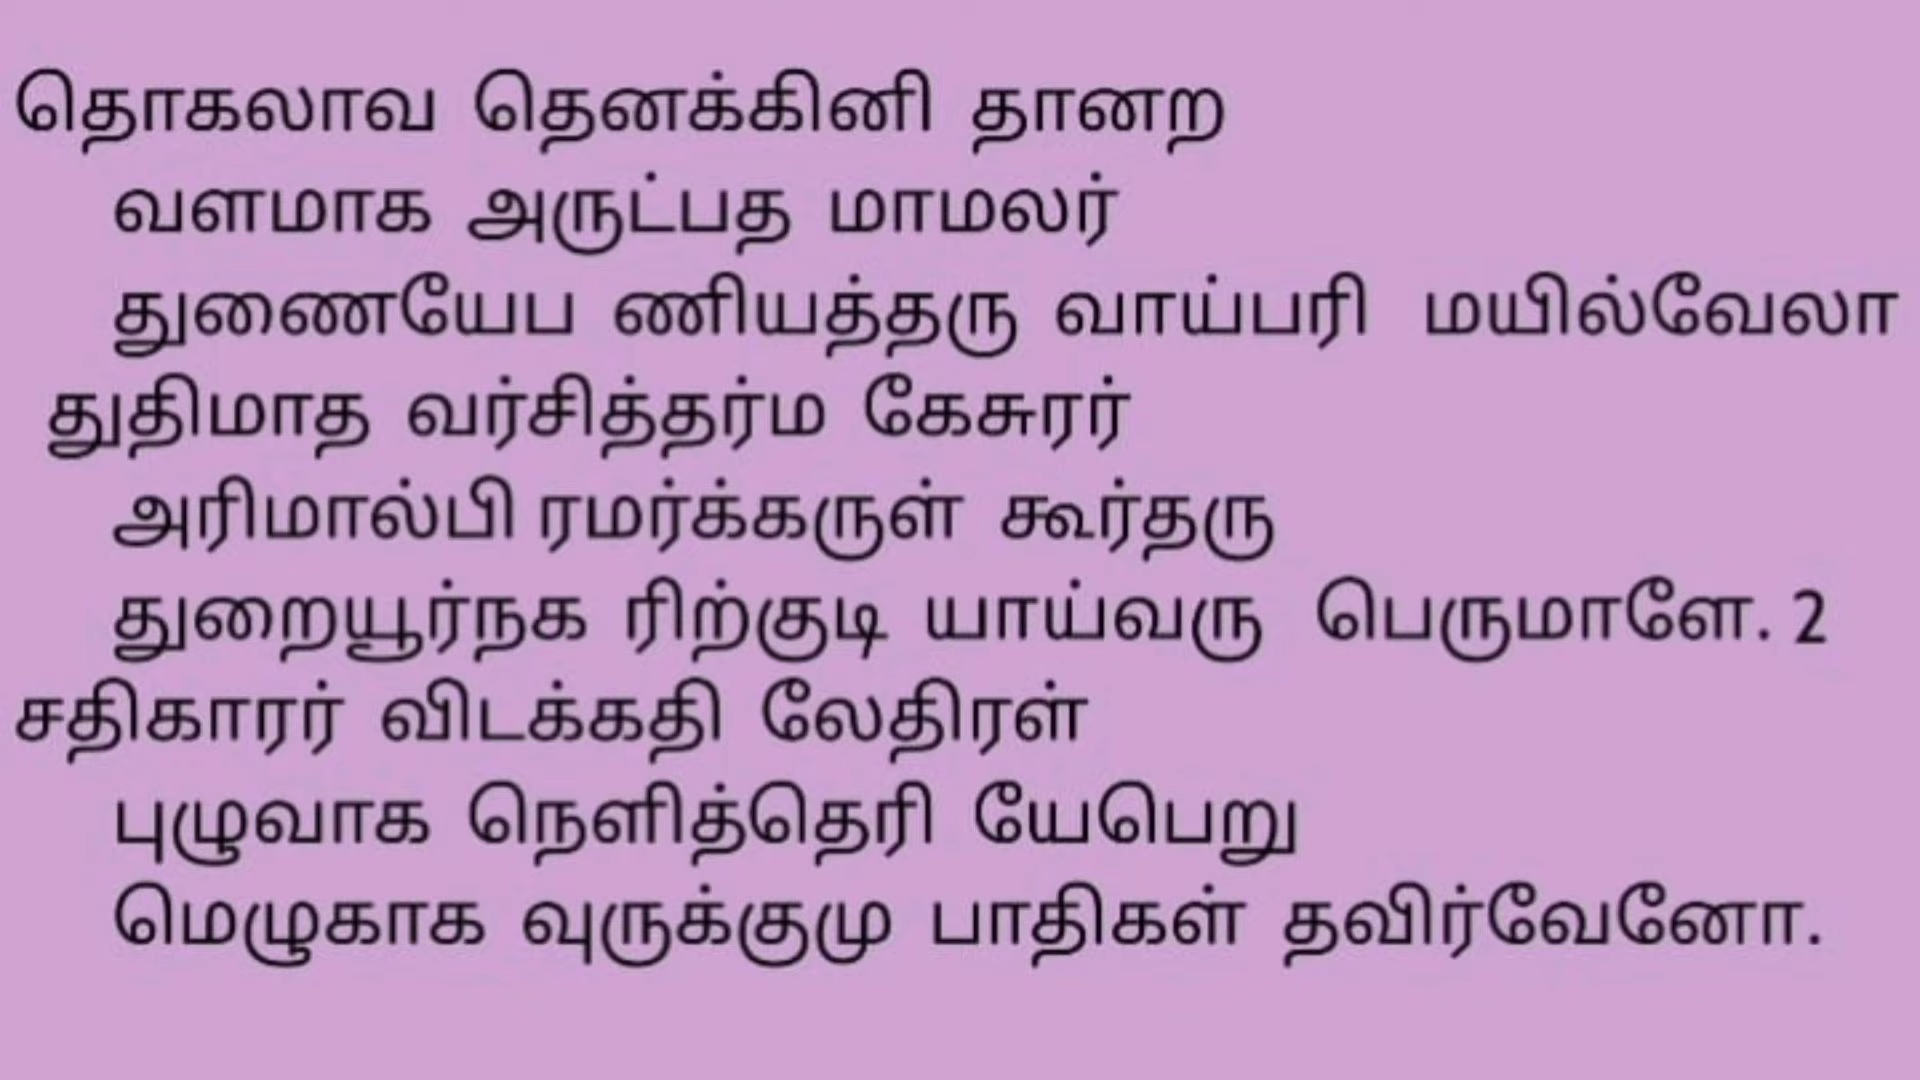 தொகலாவ தெனக்கினி தானற
வளமாக அருட்பத மாமலர்
துணையேப ணியத்தரு வாய்பரி மயில்வேலா
துதிமாத வர்சித்தர்ம கேசுரர்
அரிமால்பி ரமர்க்கருள் கூர்தரு
துறையூர்நக ரிற்குடி யாய்வரு பெருமாளே. 2
சதிகாரர் விடக்கதி லேதிரள்
புழுவாக நெளித்தெரி யேபெறு
மெழுகாக வுருக்குமு பாதிகள் தவிர்வேனோ.